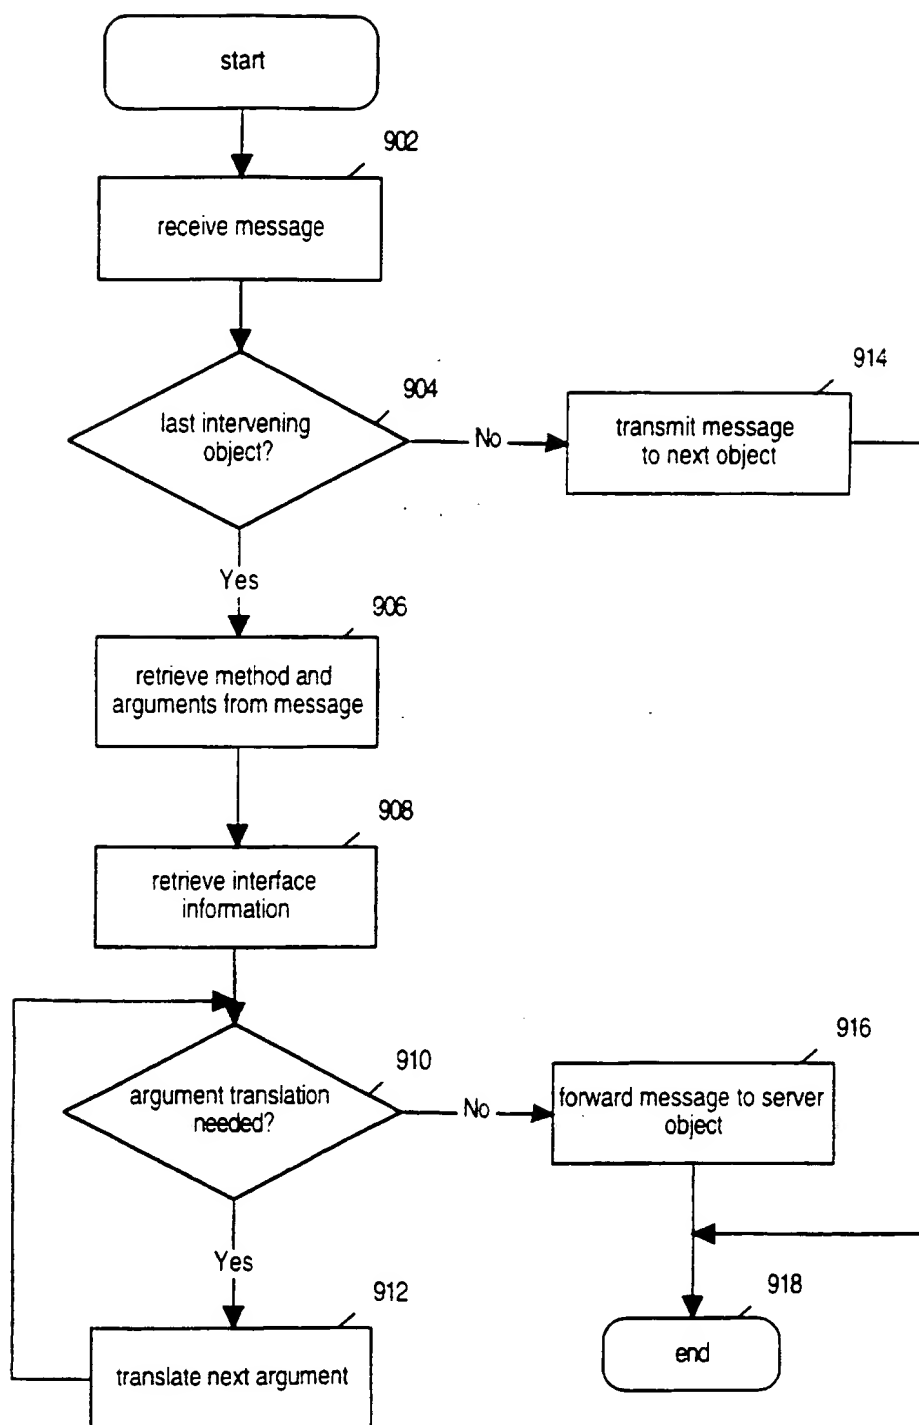 start
902
receive message
904
last intervening
object?
No
914
transmit message
to next object
Yes
906
retrieve method and
arguments from message
908
retrieve interface
information
910
argument translation
needed?
No
916
forward message to server
object
Yes
912
translate next argument
918
end